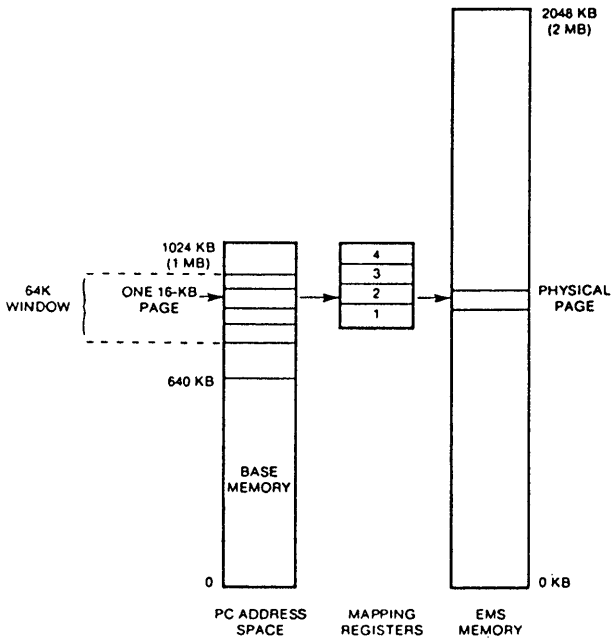 2048 KB
(2 MB)
1024 KB
(1 MB)
64K
WINDOW
ONE 16-KB
PAGE
4
3
2
1
PHYSICAL
PAGE
640 KB
BASE
MEMORY
0
0 KB
PC ADDRESS
SPACE
MAPPING
REGISTERS
EMS
MEMORY